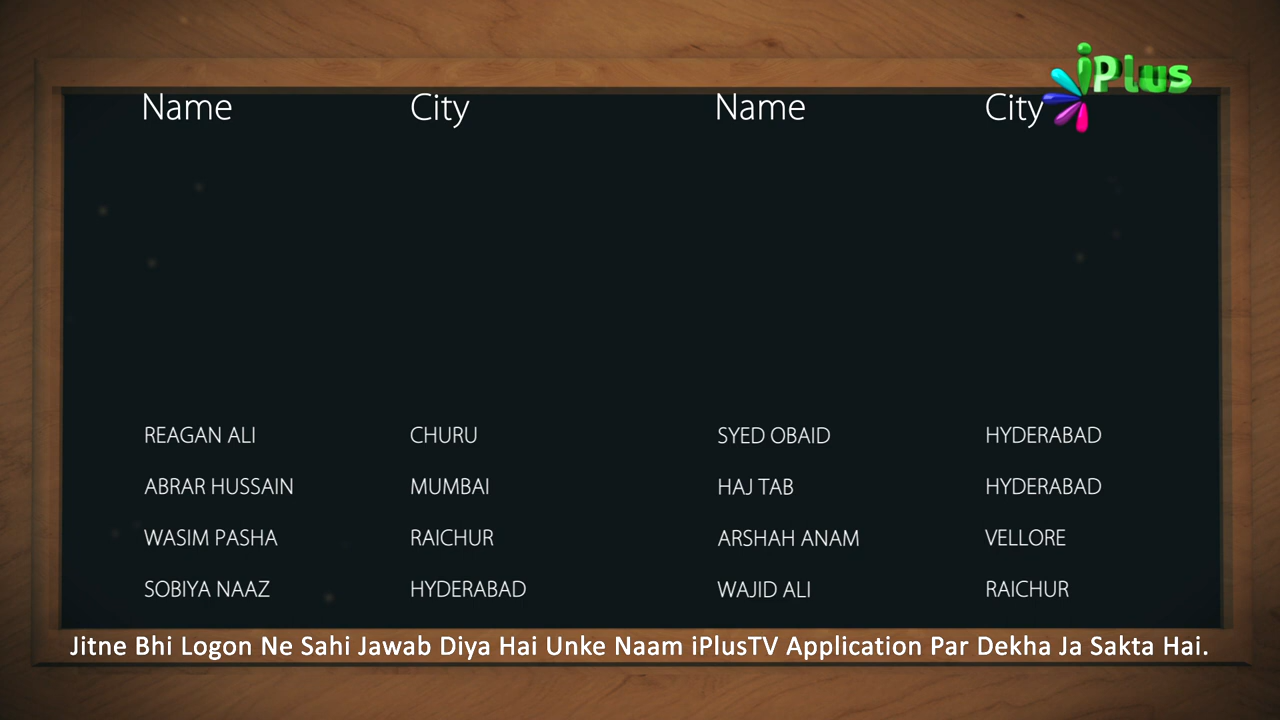 iPlus
Name City Name City
REAGAN ALI CHURU SYED OBAID HYDERABAD
ABRAR HUSSAIN MUMBAI HAJ TAB HYDERABAD
WASIM PASHA RAICHUR ARSHAH ANAM VELLORE
SOBIYA NAAZ HYDERABAD WAJID ALI RAICHUR
Jitne Bhi Logon Ne Sahi Jawab Diya Hai Unke Naam iPlusTV Application Par Dekha Ja Sakta Hai.